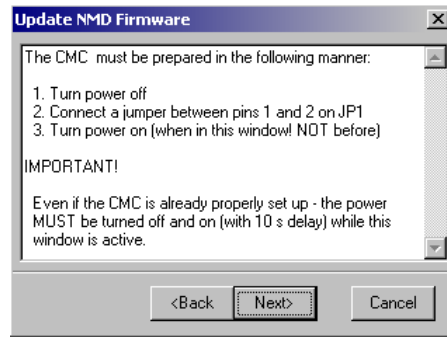 Update NMD Firmware
The CMC must be prepared in the following manner:
1. Turn power off
2. Connect a jumper between pins 1 and 2 on JP1
3. Turn power on (when in this window! NOT before)
IMPORTANT!
Even if the CMC is already properly set up - the power
MUST be turned off and on (with 10 s delay) while this
window is active.
<Back Next> Cancel